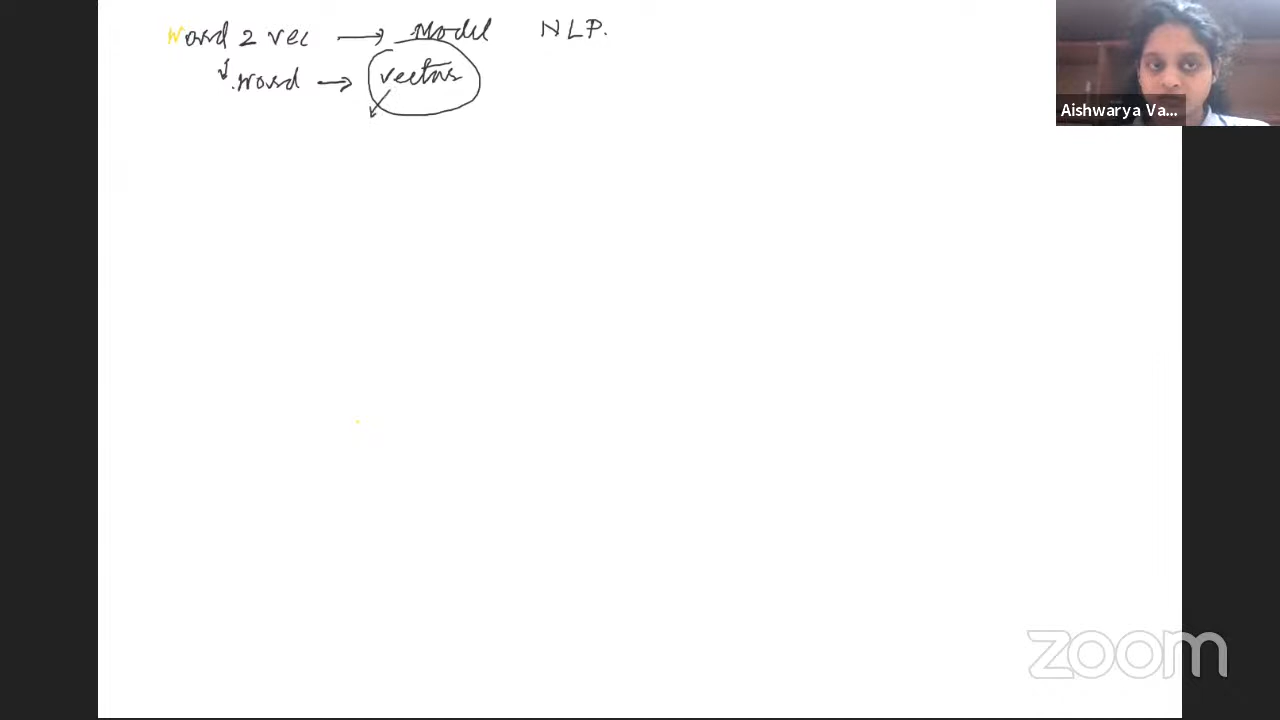 Word 2 vec → Model NLP.
↓ word → vectors
Aishwarya Va...
zoom